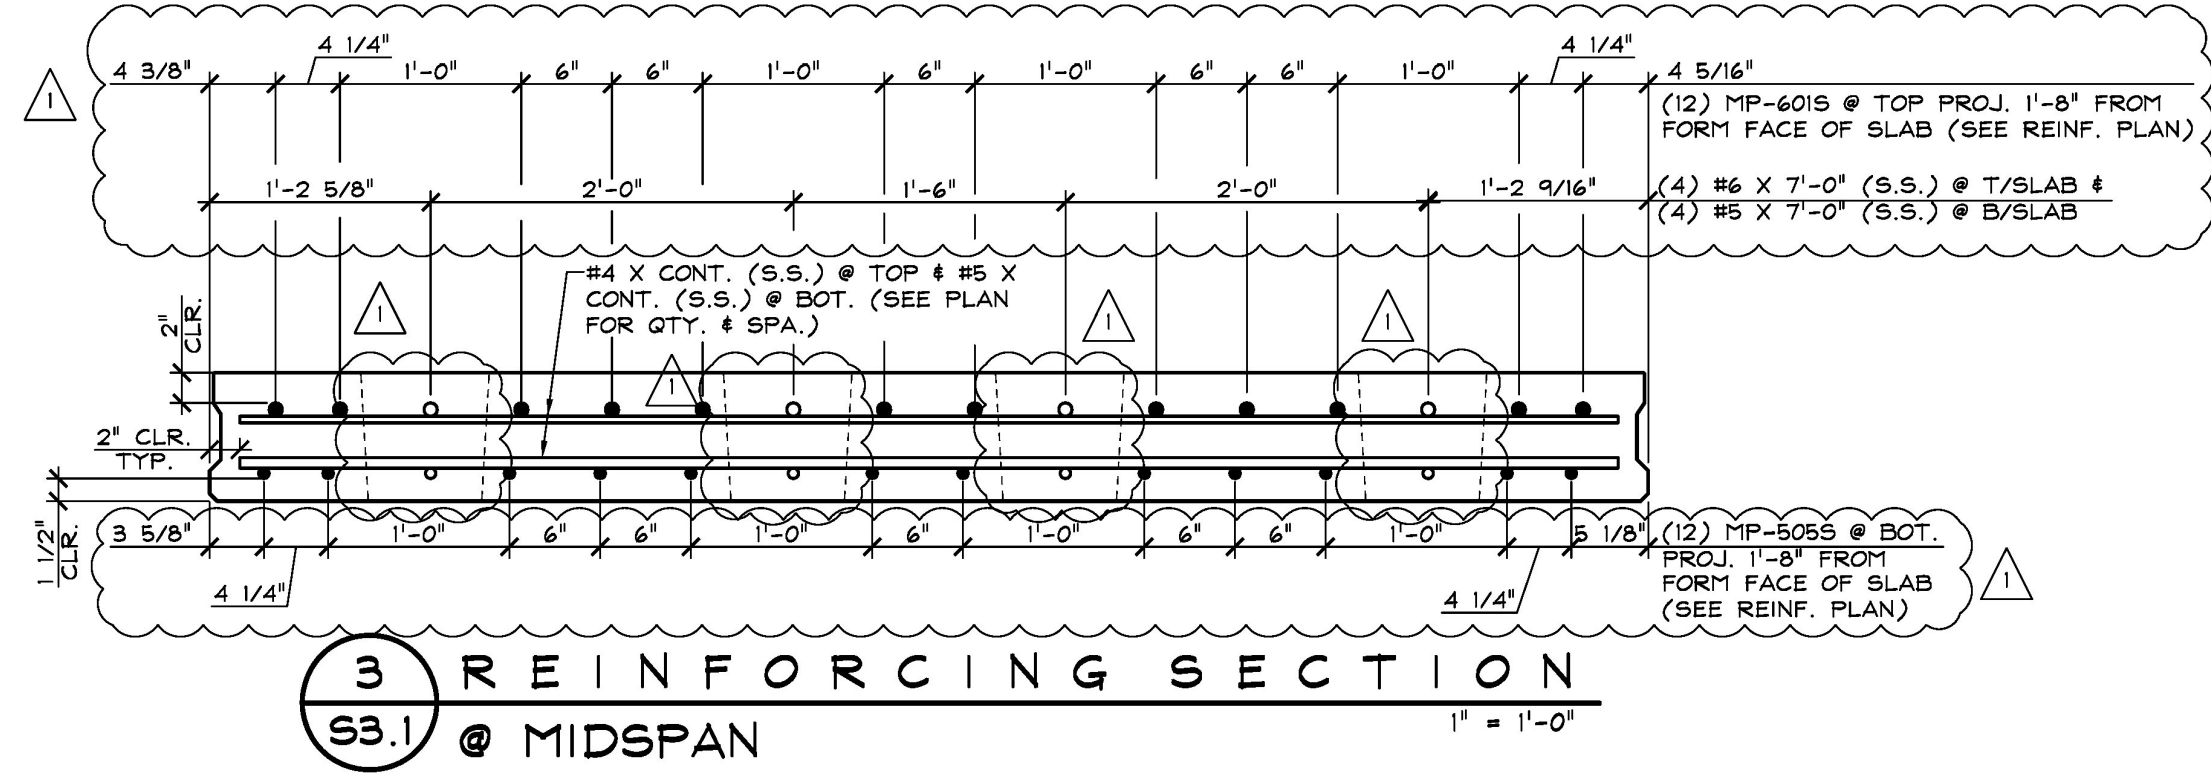 4 1/4" 4 1/4"
4 3/8" 1'-0" 6" 6" 1'-0" 6" 1'-0" 6" 6" 1'-0" 4 5/16"
1
(12) MP-601S @ TOP PROJ. 1'-8" FROM
FORM FACE OF SLAB (SEE REINF. PLAN)
1'-2 5/8" 2'-0" 1'-6" 2'-0" 1'-2 9/16"
(4) #6 X 7'-0" (S.S.) @ T/SLAB &
(4) #5 X 7'-0" (S.S.) @ B/SLAB
#4 X CONT. (S.S.) @ TOP & #5 X
CONT. (S.S.) @ BOT. (SEE PLAN
FOR QTY. & SPA.)
2"
CLR.
1
1
1
1
2" CLR.
TYP.
1 1/2"
CLR.
3 5/8" 1'-0" 6" 6" 1'-0" 6" 1'-0" 6" 6" 1'-0" 5 1/8"
(12) MP-505S @ BOT.
PROJ. 1'-8" FROM
FORM FACE OF SLAB
(SEE REINF. PLAN)
1
4 1/4" 4 1/4"
3 REINFORCING SECTION
S3.1 @ MIDSPAN 1" = 1'-0"